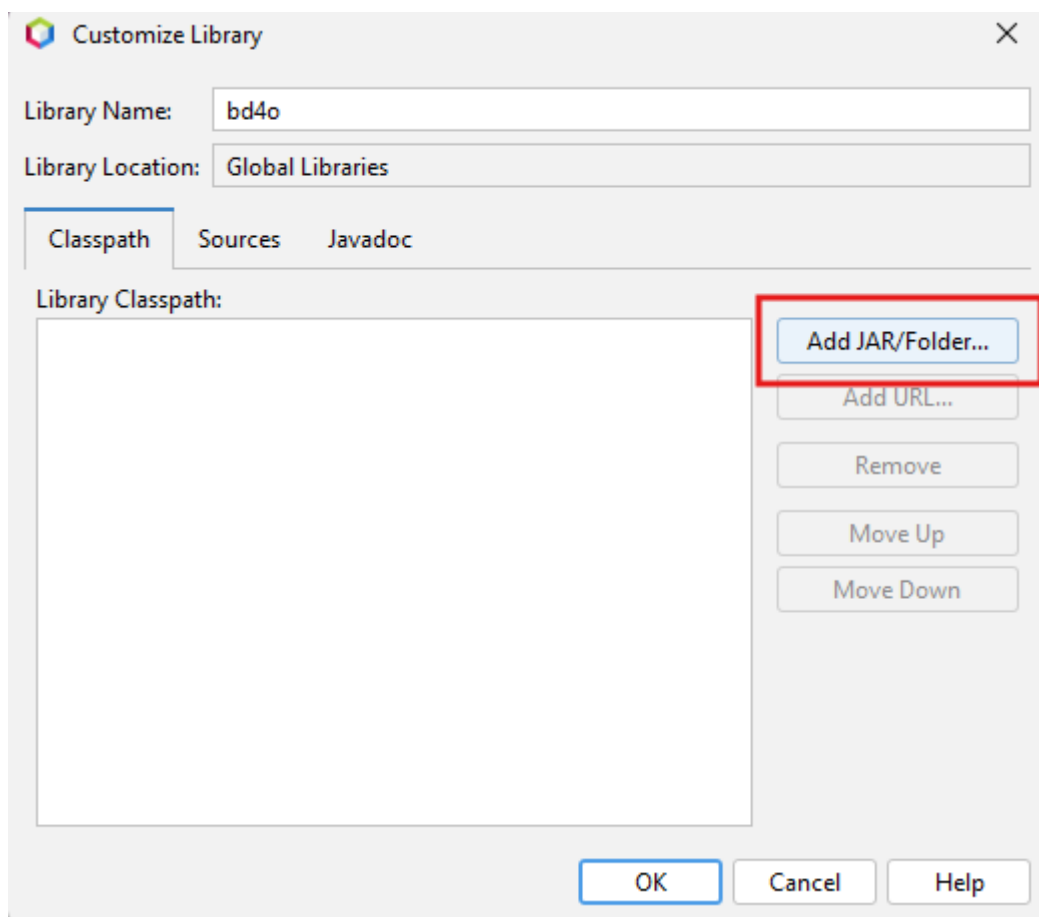 Customize Library
Library Name: bd4o
Library Location: Global Libraries
Classpath Sources Javadoc
Library Classpath:
Add JAR/Folder...
Add URL...
Remove
Move Up
Move Down
OK Cancel Help